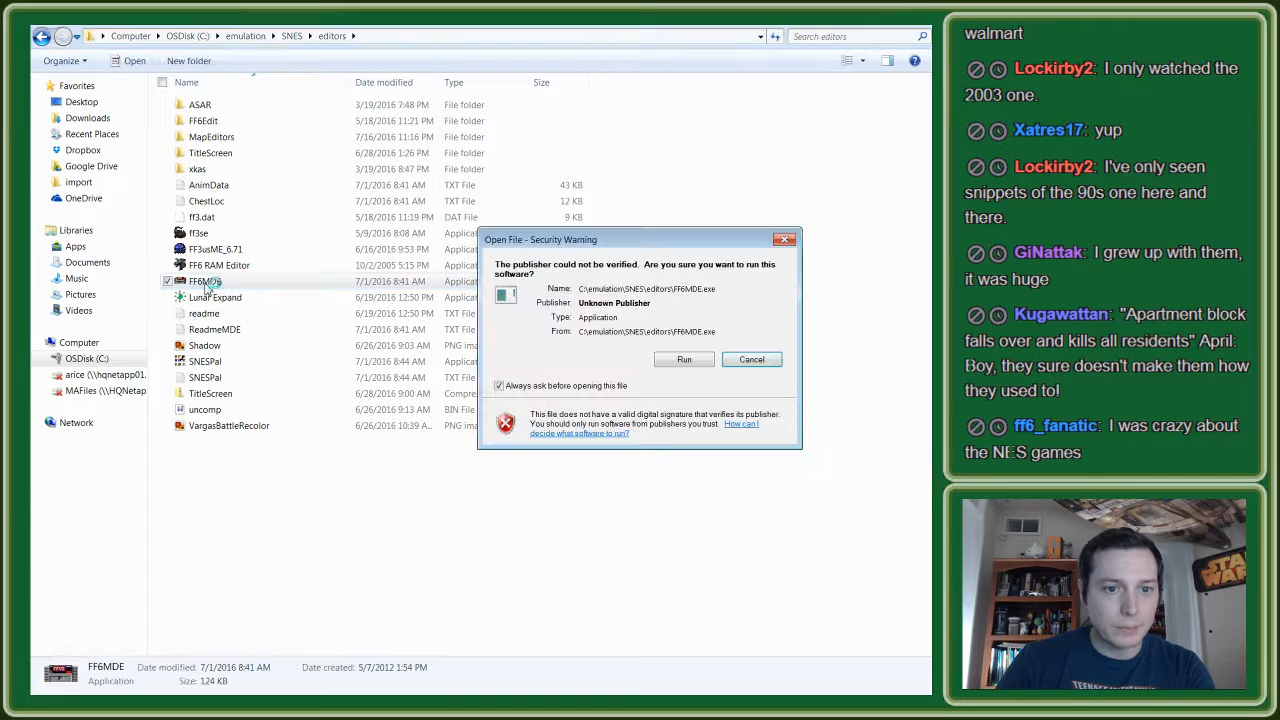 Computer ▸ OSDisk (C:) ▸ emulation ▸ SNES ▸ editors ▸
Search editors
Organize Open New folder
Name Date modified Type Size
Favorites
Desktop
Downloads
Recent Places
Dropbox
Google Drive
import
OneDrive
Libraries
Apps
Documents
Music
Pictures
Videos
Computer
OSDisk (C:)
arice (\\hqnetapp01.
MAFiles (\\HQNetap
Network
ASAR 3/19/2016 7:48 PM File folder
FF6Edit 5/18/2016 11:21 PM File folder
MapEditors 7/16/2016 11:16 PM File folder
TitleScreen 6/28/2016 1:26 PM File folder
xkas 3/19/2016 8:47 PM File folder
AnimData 7/1/2016 8:41 AM TXT File 43 KB
ChestLoc 7/1/2016 8:41 AM TXT File 12 KB
ff3.dat 5/18/2016 11:19 PM DAT File 9 KB
ff3se 5/9/2016 8:08 AM Applicat
FF3usME_6.71 6/16/2016 9:53 PM Applicat
FF6 RAM Editor 10/2/2005 5:15 PM Applicat
FF6MDE 7/1/2016 8:41 AM Applicat
Lunar Expand 6/19/2016 12:50 PM Applicat
readme 6/19/2016 12:50 PM TXT File
ReadmeMDE 7/1/2016 8:41 AM TXT File
Shadow 6/26/2016 9:03 AM PNG ima
SNESPal 7/1/2016 8:41 AM Applicat
SNESPal 7/1/2016 8:44 AM TXT File
TitleScreen 6/28/2016 9:00 AM Compres
uncomp 6/26/2016 9:13 AM BIN File
VargasBattleRecolor 6/26/2016 10:39 A... PNG ima
Open File - Security Warning
The publisher could not be verified. Are you sure you want to run this
software?
Name: C:\emulation\SNES\editors\FF6MDE.exe
Publisher: Unknown Publisher
Type: Application
From: C:\emulation\SNES\editors\FF6MDE.exe
Run Cancel
Always ask before opening this file
This file does not have a valid digital signature that verifies its publisher.
You should only run software from publishers you trust. How can I
decide what software to run?
FF6MDE Date modified: 7/1/2016 8:41 AM Date created: 5/7/2012 1:54 PM
Application Size: 124 KB
walmart
Lockirby2: I only watched the
2003 one.
Xatres17: yup
Lockirby2: I've only seen
snippets of the 90s one here and
there.
GiNattak: I grew up with them,
it was huge
Kugawattan: "Apartment block
falls over and kills all residents" April:
Boy, they sure doesn't make them how
they used to!
ff6_fanatic: I was crazy about
the NES games
STAR
TEENAGE